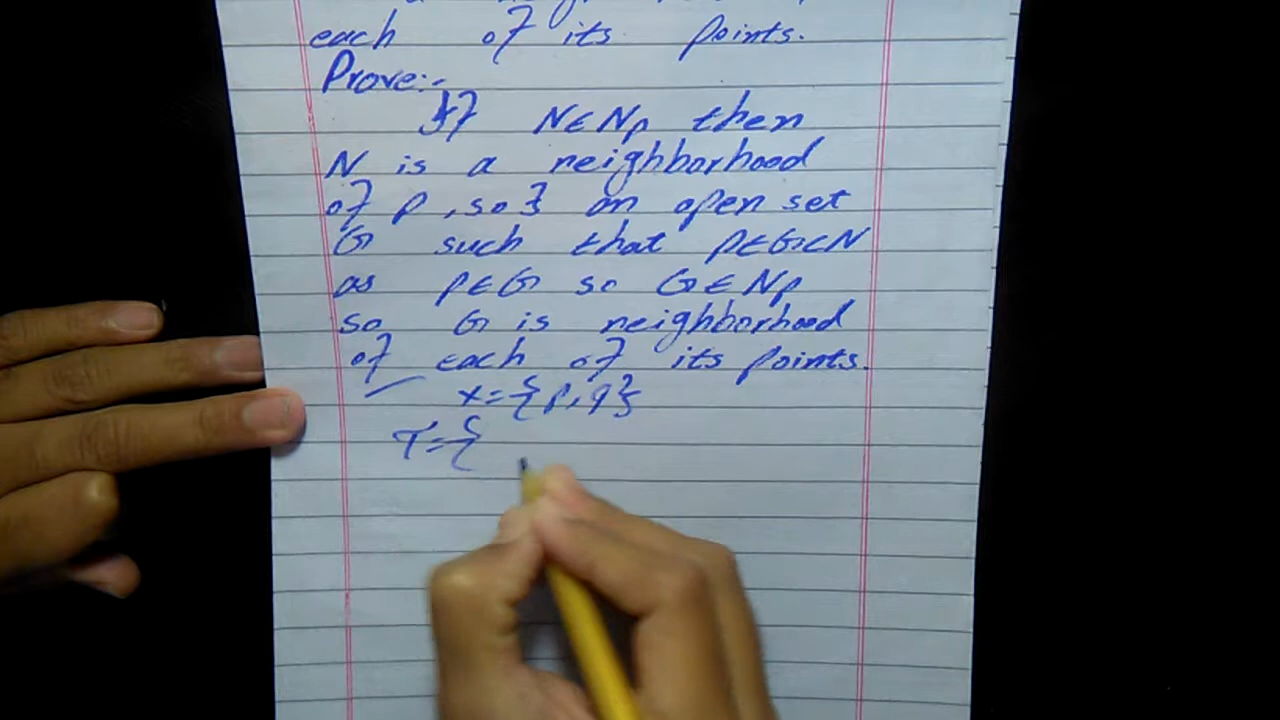 each of its points.
Prove:-
If N∈Np then
N is a neighborhood
of p, so ∃ an open set
G such that p∈G⊂N
as p∈G so G∈Np
so G is neighborhood
of each of its points.
x={p,q}
τ={